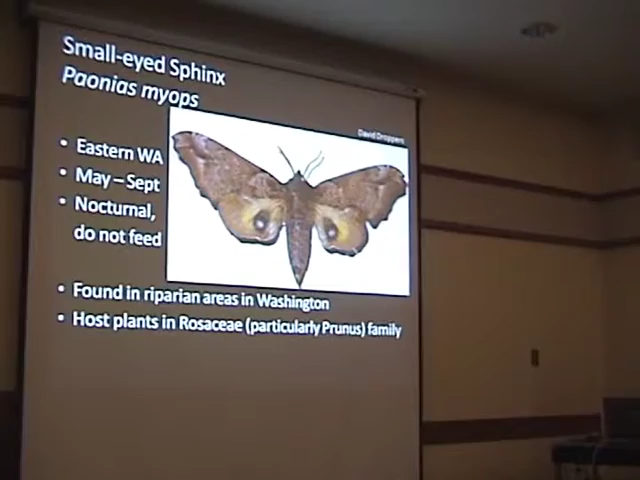 Small-eyed Sphinx
Paonias myops
David Droppers
• Eastern WA
• May – Sept
• Nocturnal,
do not feed
• Found in riparian areas in Washington
• Host plants in Rosaceae (particularly Prunus) family